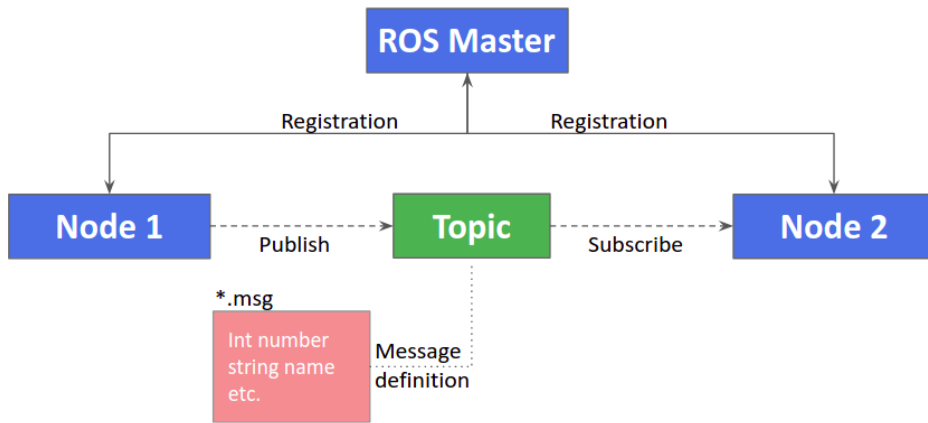 ROS Master
Registration
Registration
Node 1
Topic
Node 2
Publish
Subscribe
*.msg
Int number
string name
etc.
Message
definition